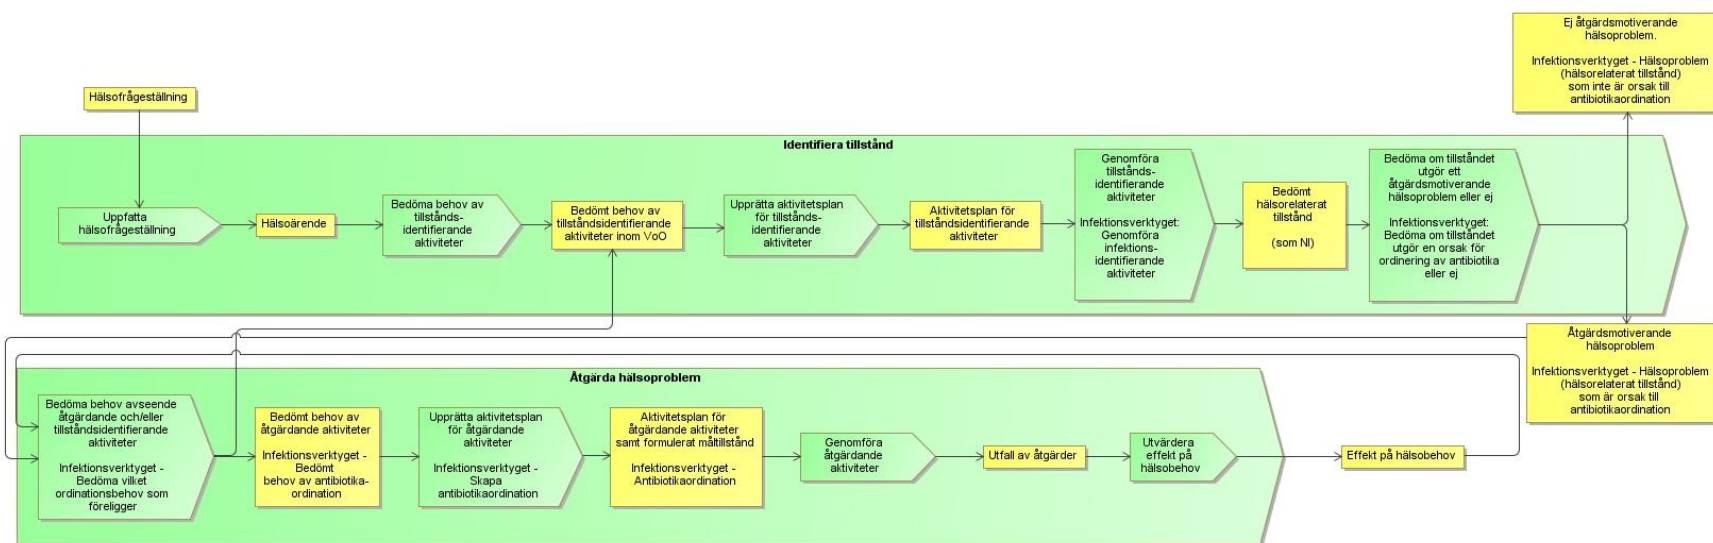 Ej åtgärdsmotiverande
hälsoproblem.
Infektionsverktyget - Hälsoproblem
(hälsorelaterat tillstånd)
som inte är orsak till
antibiotikaordination
Hälsofrågeställning
Identifiera tillstånd
Uppfatta
hälsofrågeställning
Hälsoärende
Bedöma behov av
tillstånds-
identifierande
aktiviteter
Bedömt behov av
tillståndsidentifierande
aktiviteter inom VoO
Upprätta aktivitetsplan
för tillstånds-
identifierande
aktiviteter
Aktivitetsplan för
tillståndsidentifierande
aktiviteter
Genomföra
tillstånds-
identifierande
aktiviteter
Infektionsverktyget:
Genomföra
infektions-
identifierande
aktiviteter
Bedömt
hälsorelaterat
tillstånd
(som NI)
Bedöma om tillståndet
utgör ett
åtgärdsmotiverande
hälsoproblem eller ej
Infektionsverktyget:
Bedöma om tillståndet
utgör en orsak för
ordinering av antibiotika
eller ej
Åtgärdsmotiverande
hälsoproblem
Infektionsverktyget - Hälsoproblem
(hälsorelaterat tillstånd)
som är orsak till
antibiotikaordination
Åtgärda hälsoproblem
Bedöma behov avseende
åtgärdande och/eller
tillståndsidentifierande
aktiviteter
Infektionsverktyget -
Bedöma vilket
ordinationsbehov som
föreligger
Bedömt behov av
åtgärdande aktiviteter
Infektionsverktyget -
Bedömt
behov av antibiotika-
ordination
Upprätta aktivitetsplan
för åtgärdande
aktiviteter
Infektionsverktyget -
Skapa
antibiotikaordination
Aktivitetsplan för
åtgärdande aktiviteter
samt formulerat måltillstånd
Infektionsverktyget -
Antibiotikaordination
Genomföra
åtgärdande
aktiviteter
Utfall av åtgärder
Utvärdera
effekt på
hälsobehov
Effekt på hälsobehov